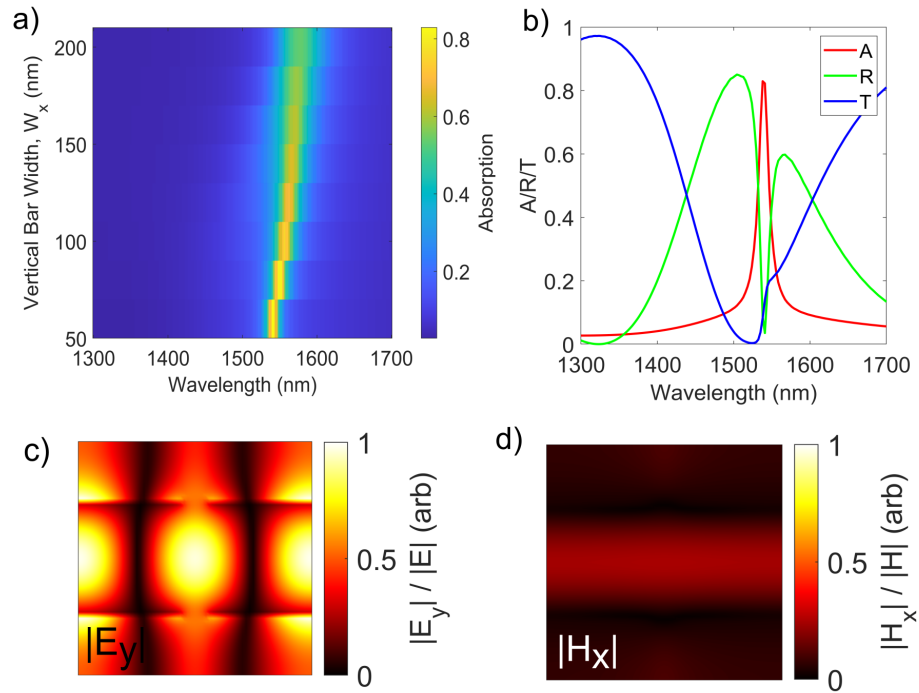 a)
Vertical Bar Width, W_x (nm)
200
150
100
50
1300
1400
1500
1600
1700
Wavelength (nm)
0.8
0.6
0.4
0.2
Absorption
b)
A/R/T
1
0.8
0.6
0.4
0.2
0
1300
1400
1500
1600
1700
Wavelength (nm)
A
R
T
c)
|E_y|
1
0.5
0
|E_y| / |E| (arb)
d)
|H_x|
1
0.5
0
|H_x| / |H| (arb)